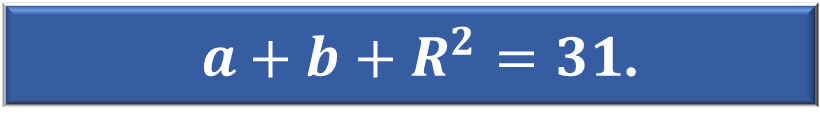 a + b + R² = 31.